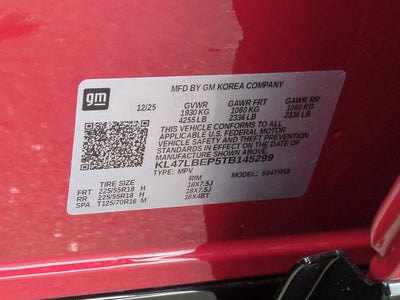 gm
MFD BY GM KOREA COMPANY
12/25 GVWR GAWR FRT GAWR RR
1930 KG 1060 KG 1060 KG
4255 LB 2336 LB 2336 LB
THIS VEHICLE CONFORMS TO ALL
APPLICABLE U.S. FEDERAL MOTOR
VEHICLE SAFETY AND THEFT PREVENTION
STANDARDS IN EFFECT ON THE DATE OF
MANUFACTURE SHOWN ABOVE.
KL47LBEP5TB145299
TYPE: MPV MODEL: 594TR58
TIRE SIZE RIM
FRT 225/55R18 H 18X7.5J
RR 225/55R18 H 18X7.5J
SPA T125/70R16 M 16X4BT